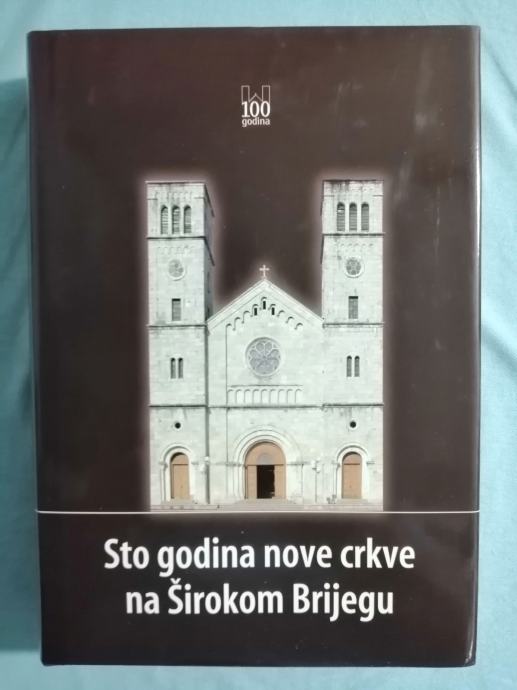 100
godina
Sto godina nove crkve
na Širokom Brijegu